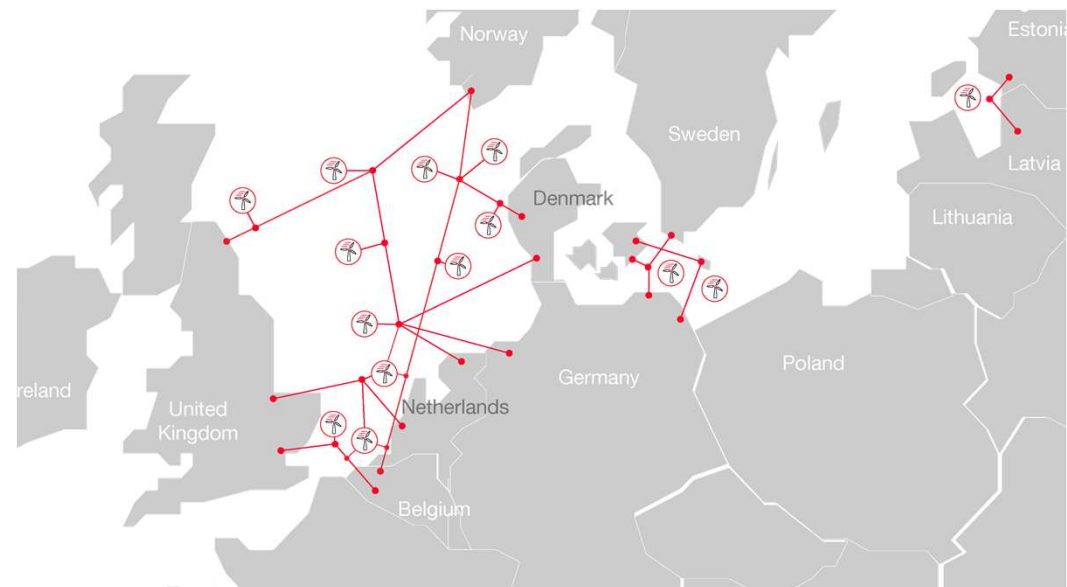 Norway
Estonia
Sweden
Latvia
Denmark
Lithuania
reland
United
Kingdom
Netherlands
Germany
Poland
Belgium